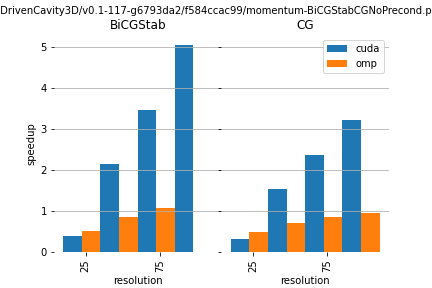 DrivenCavity3D/v0.1-117-g6793da2/f584ccac99/momentum-BiCGStabCGNoPrecond.p
BiCGStab CG
cuda
omp
speedup
5
4
3
2
1
0
25 75 25 75
resolution resolution